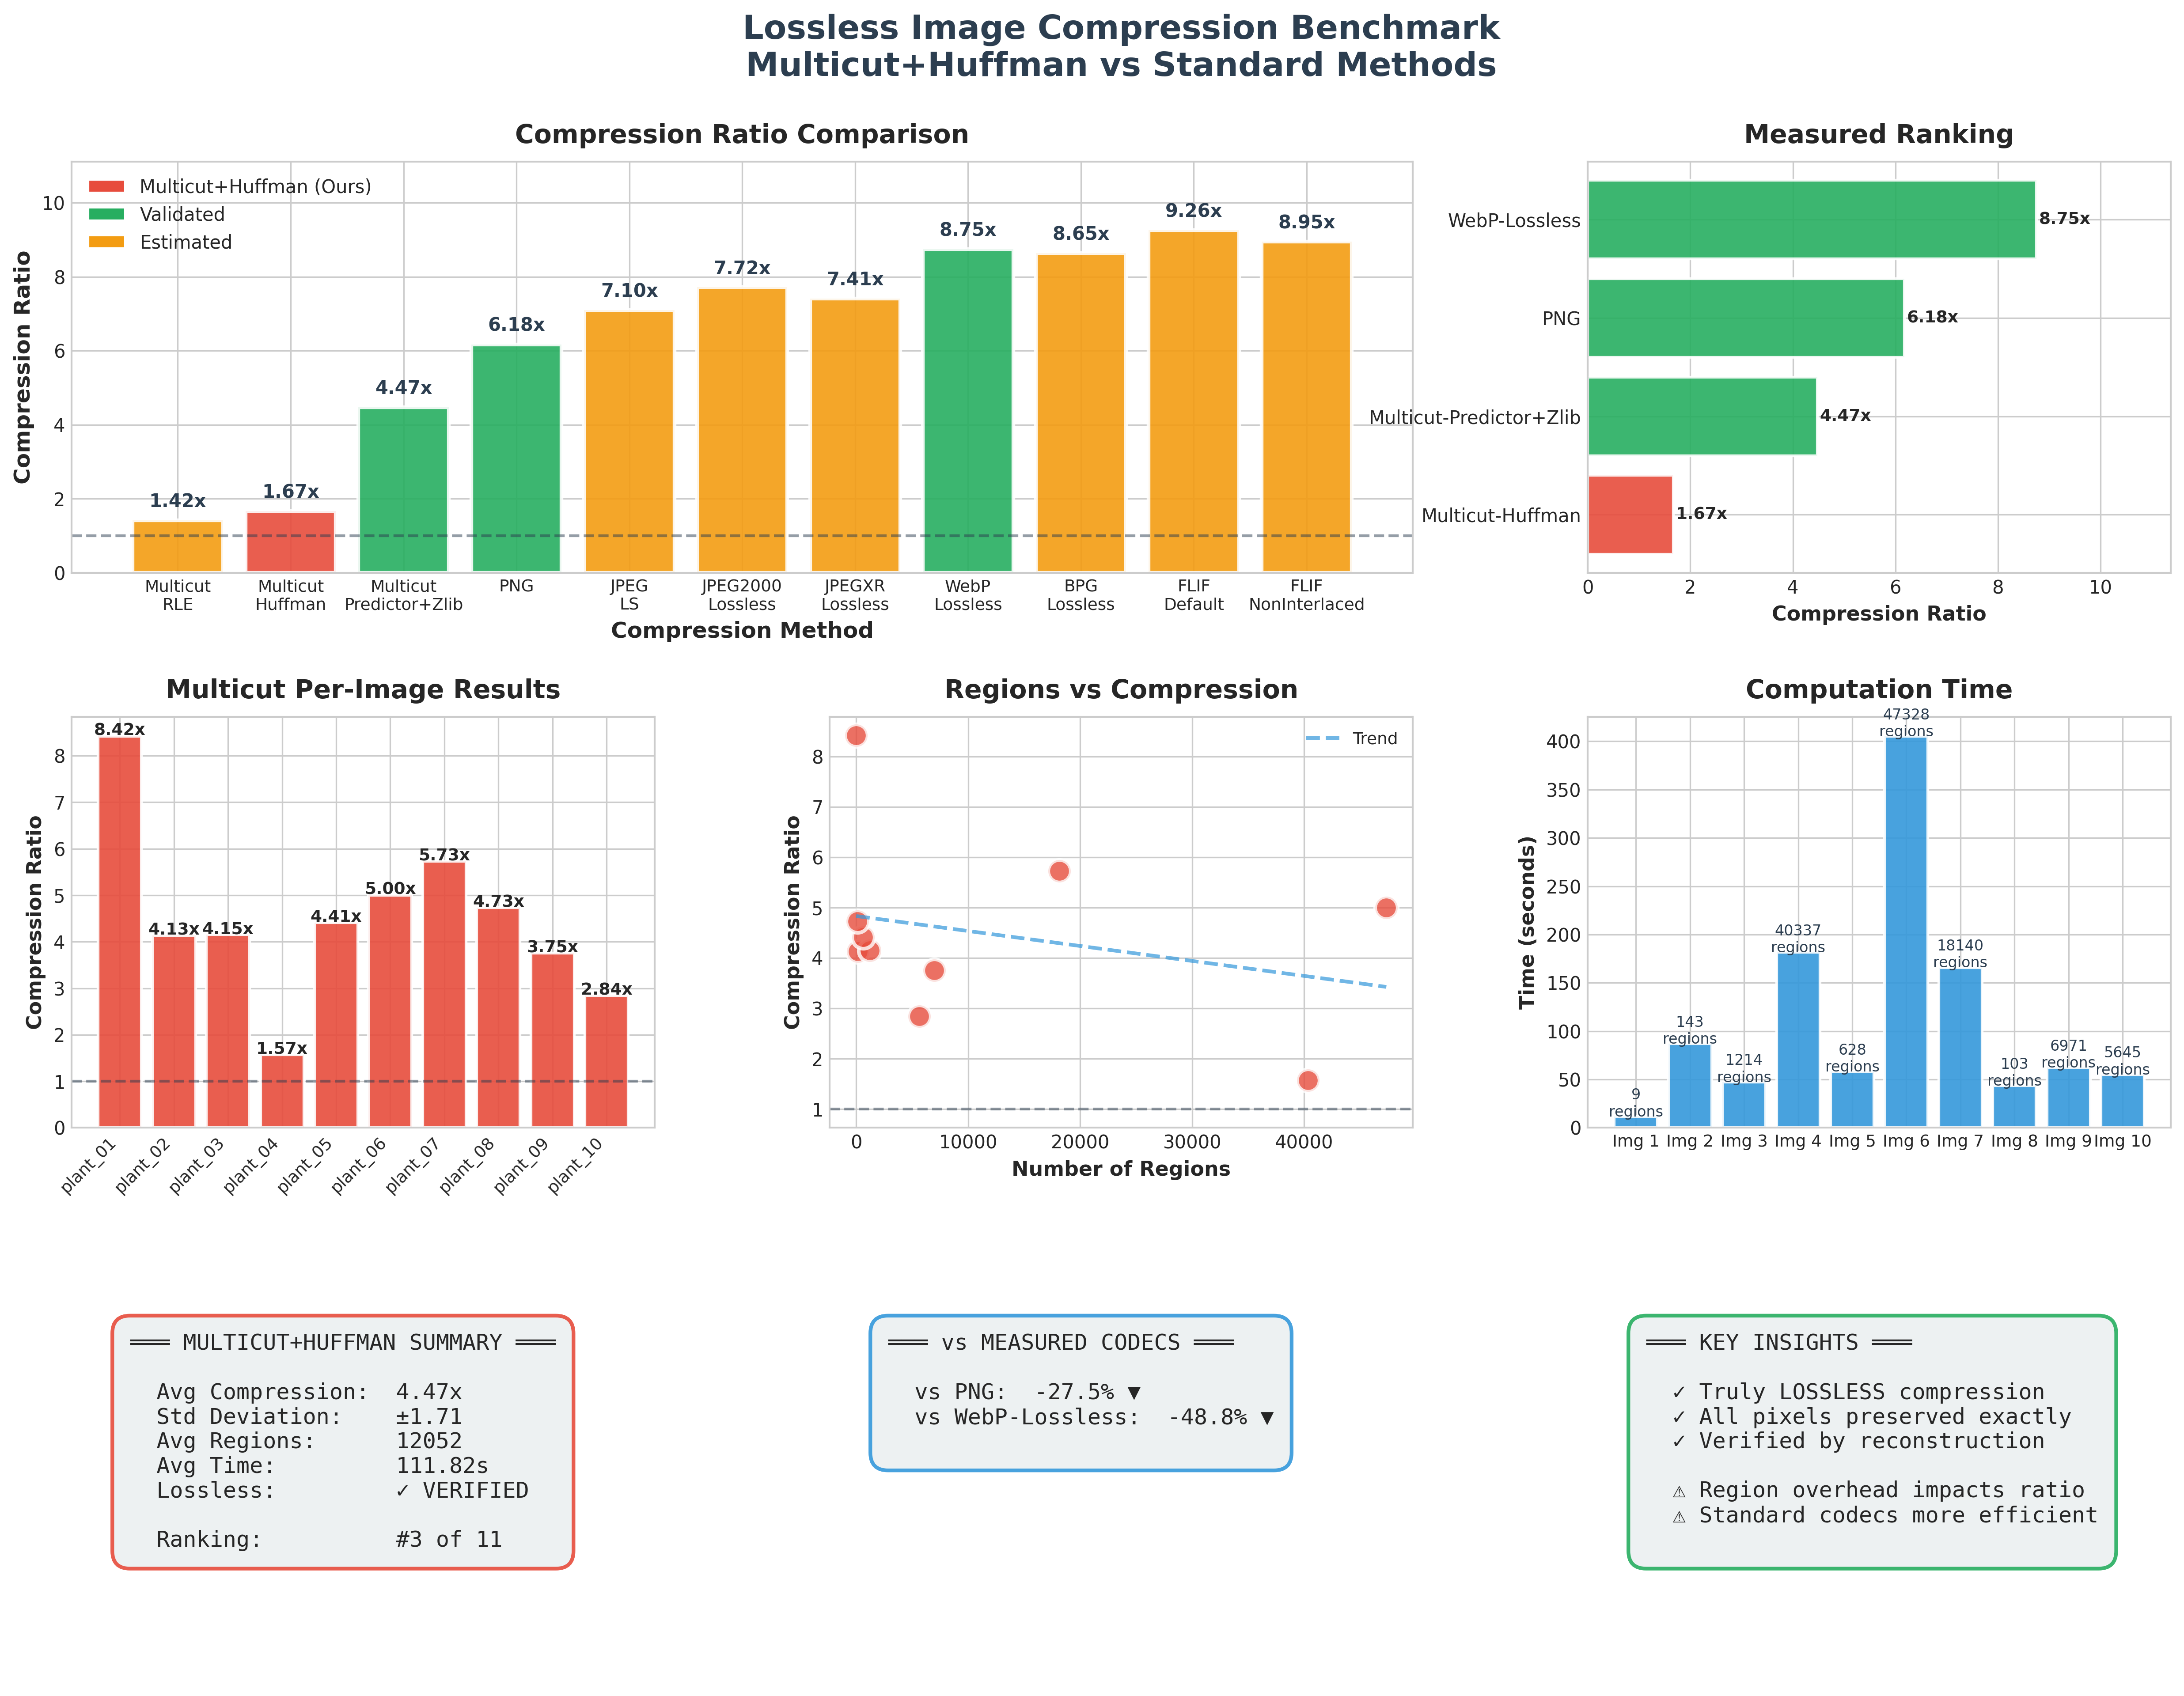 Lossless Image Compression Benchmark
Multicut+Huffman vs Standard Methods
Compression Ratio Comparison
Multicut+Huffman (Ours)
Validated
Estimated
Compression Ratio
10
8
6
4
2
0
1.42x
1.67x
4.47x
6.18x
7.10x
7.72x
7.41x
8.75x
8.65x
9.26x
8.95x
Multicut
RLE
Multicut
Huffman
Multicut
Predictor+Zlib
PNG
JPEG
LS
JPEG2000
Lossless
JPEGXR
Lossless
WebP
Lossless
BPG
Lossless
FLIF
Default
FLIF
NonInterlaced
Compression Method
Measured Ranking
WebP-Lossless
8.75x
PNG
6.18x
Multicut-Predictor+Zlib
4.47x
Multicut-Huffman
1.67x
0 2 4 6 8 10
Compression Ratio
Multicut Per-Image Results
Compression Ratio
8
7
6
5
4
3
2
1
0
8.42x
4.13x
4.15x
1.57x
4.41x
5.00x
5.73x
4.73x
3.75x
2.84x
plant_01
plant_02
plant_03
plant_04
plant_05
plant_06
plant_07
plant_08
plant_09
plant_10
Regions vs Compression
Trend
Compression Ratio
8
7
6
5
4
3
2
1
0 10000 20000 30000 40000
Number of Regions
Computation Time
Time (seconds)
400
350
300
250
200
150
100
50
0
9
regions
143
regions
1214
regions
40337
regions
628
regions
47328
regions
18140
regions
103
regions
6971
regions
5645
regions
Img 1 Img 2 Img 3 Img 4 Img 5 Img 6 Img 7 Img 8 Img 9 Img 10
═══ MULTICUT+HUFFMAN SUMMARY ═══
Avg Compression: 4.47x
Std Deviation: ±1.71
Avg Regions: 12052
Avg Time: 111.82s
Lossless: ✓ VERIFIED
Ranking: #3 of 11
═══ vs MEASURED CODECS ═══
vs PNG: -27.5% ▼
vs WebP-Lossless: -48.8% ▼
═══ KEY INSIGHTS ═══
✓ Truly LOSSLESS compression
✓ All pixels preserved exactly
✓ Verified by reconstruction
⚠ Region overhead impacts ratio
⚠ Standard codecs more efficient